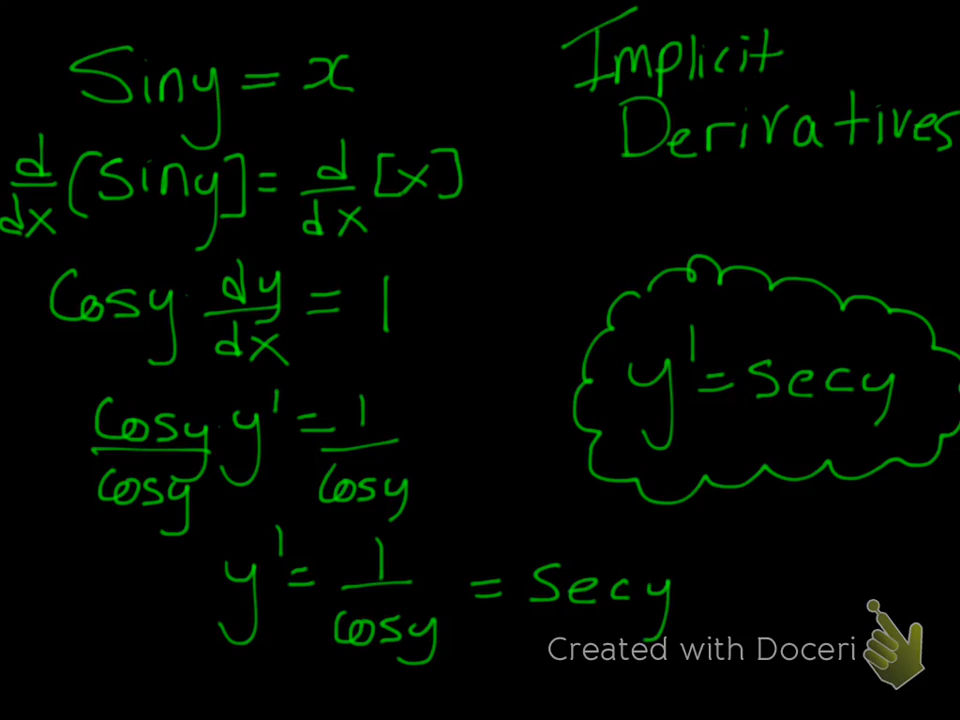 Implicit
Derivatives
Siny = x
d/dx [Siny] = d/dx [x]
Cosy dy/dx = 1
Cosy/Cosy y' = 1/Cosy
y' = 1/Cosy = Secy
y' = Secy
Created with Doceri